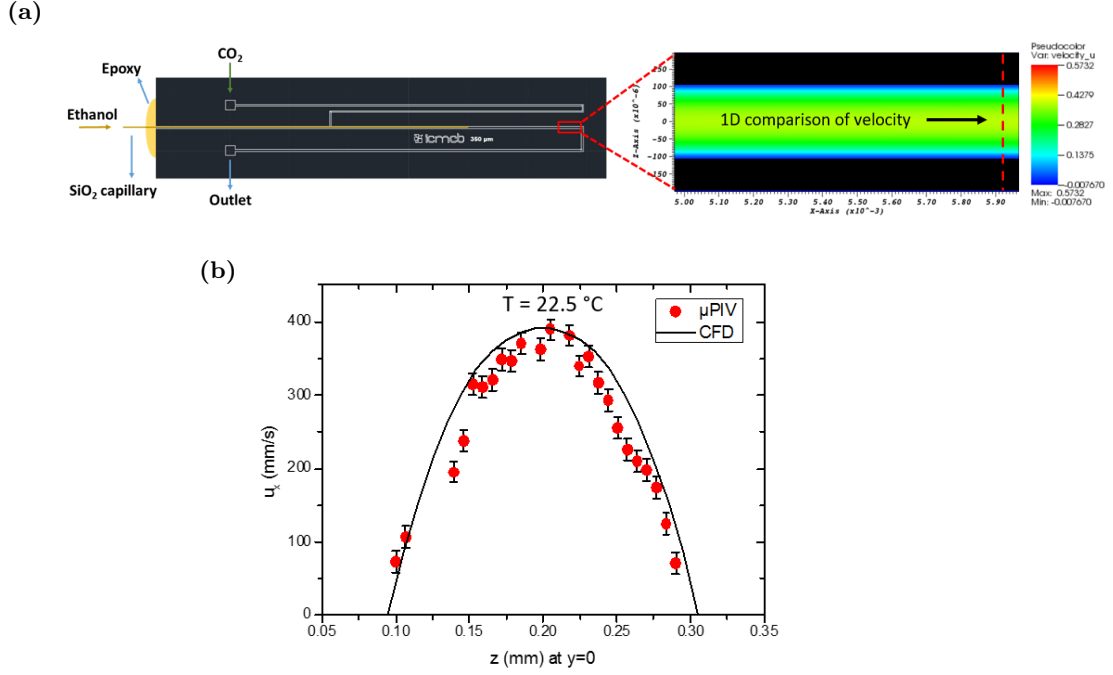 (a)
CO2
Epoxy
Ethanol
icmcb 350 µm
SiO2 capillary
Outlet
1D comparison of velocity
Z-Axis (x10^-6)
150
100
50
0
-50
-100
-150
5.00 5.10 5.20 5.30 5.40 5.50 5.60 5.70 5.80 5.90
X-Axis (x10^-3)
Pseudocolor
Var: velocity_u
0.5732
0.4279
0.2827
0.1375
-0.007670
Max: 0.5732
Min: -0.007670
(b)
T = 22.5 °C
µPIV
CFD
ux (mm/s)
400
300
200
100
0
0.05 0.10 0.15 0.20 0.25 0.30 0.35
z (mm) at y=0